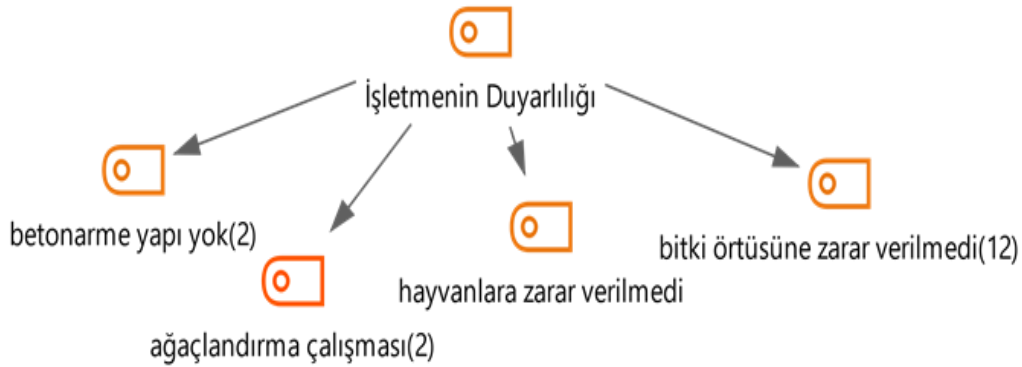 İşletmenin Duyarlılığı
betonarme yapı yok(2)
bitki örtüsüne zarar verilmedi(12)
hayvanlara zarar verilmedi
ağaçlandırma çalışması(2)